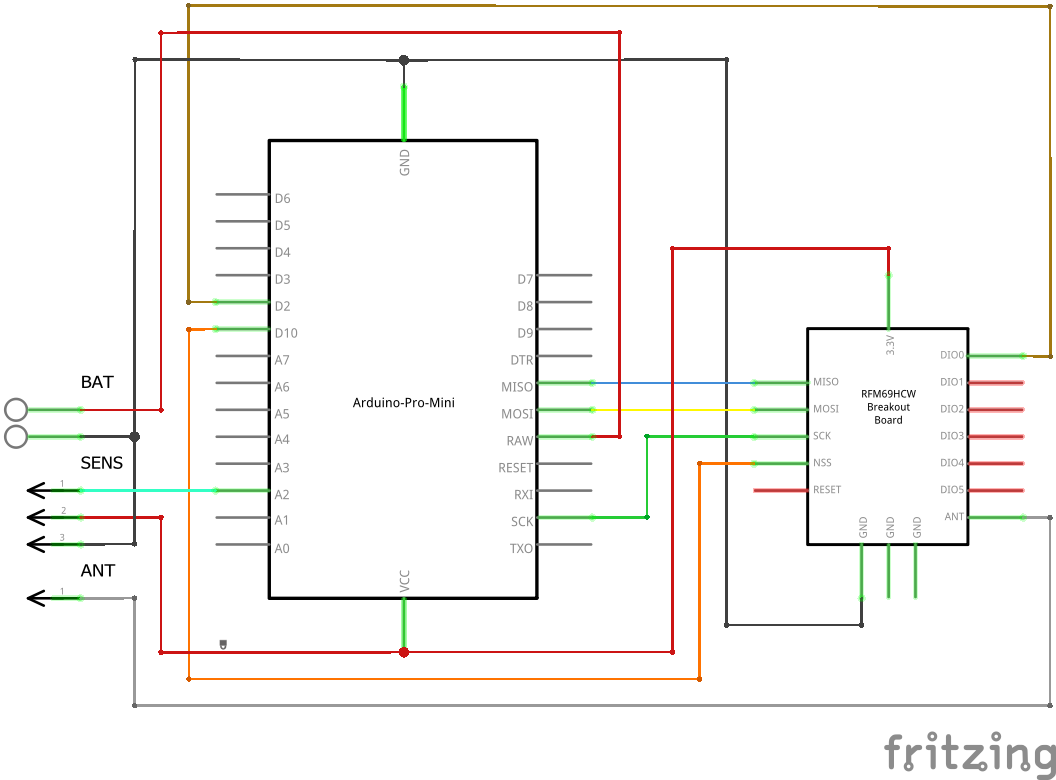 GND
D6
D5
D4
D3
D2
D10
A7
A6
A5
A4
A3
A2
A1
A0
D7
D8
D9
DTR
MISO
MOSI
RAW
RESET
RXI
SCK
TXO
VCC
Arduino-Pro-Mini
BAT
SENS
1
2
3
ANT
1
3.3V
RFM69HCW
Breakout
Board
MISO
MOSI
SCK
NSS
RESET
DIO0
DIO1
DIO2
DIO3
DIO4
DIO5
ANT
GND
GND
GND
fritzing